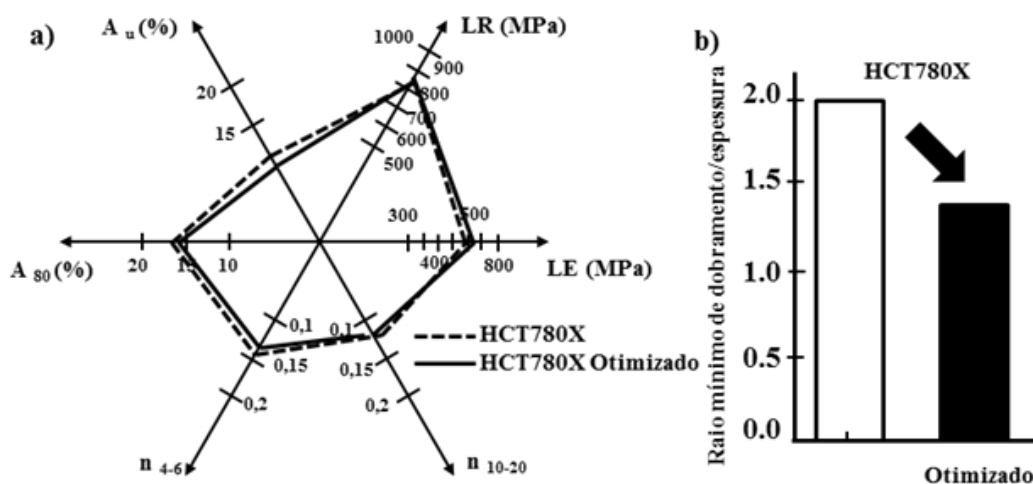 a)
A u (%)
LR (MPa)
1000
900
800
700
600
500
20
15
300
500
400
800
LE (MPa)
20
10
A 80 (%)
0,1
0,15
0,2
n 4-6
0,1
0,15
0,2
n 10-20
HCT780X
HCT780X Otimizado
b)
HCT780X
Raio mínimo de dobramento/espessura
2.0
1.5
1.0
0.5
0.0
Otimizado